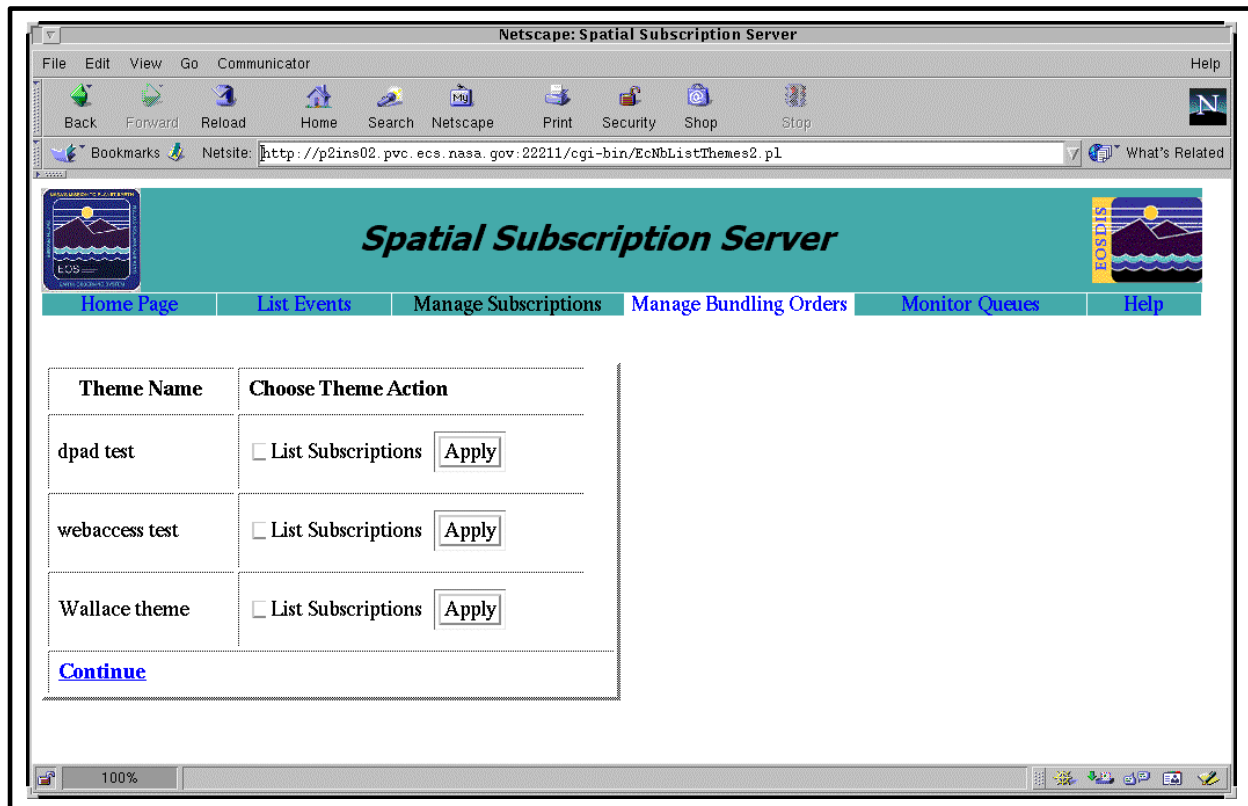 Netscape: Spatial Subscription Server
File Edit View Go Communicator Help
Back Forward Reload Home Search Netscape Print Security Shop Stop
My
N
Bookmarks Netsite: http://p2ins02.pvc.ecs.nasa.gov:22211/cgi-bin/EcNbListThemes2.pl What's Related
EOS
Spatial Subscription Server
EOSDIS
Home Page List Events Manage Subscriptions Manage Bundling Orders Monitor Queues Help
Theme Name Choose Theme Action
dpad test List Subscriptions Apply
webaccess test List Subscriptions Apply
Wallace theme List Subscriptions Apply
Continue
100%